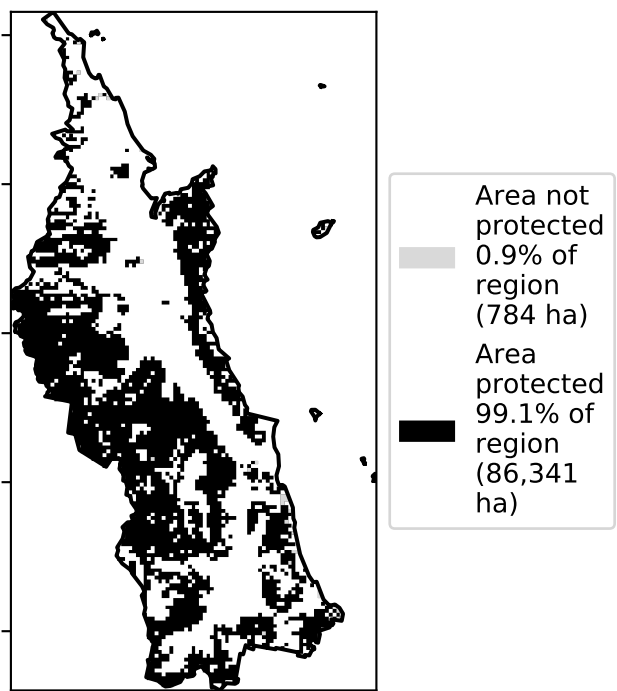 Area not
protected
0.9% of
region
(784 ha)
Area
protected
99.1% of
region
(86,341
ha)